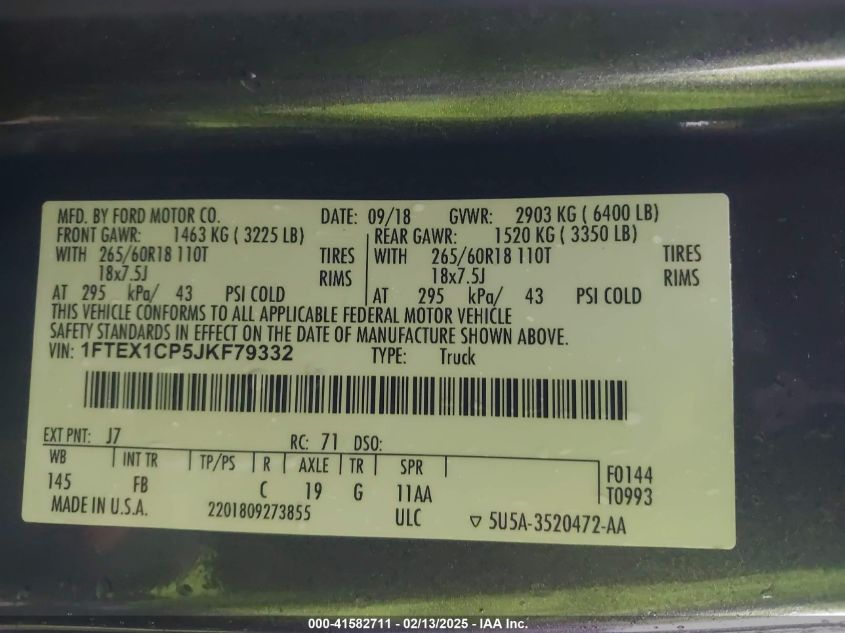 MFD. BY FORD MOTOR CO. DATE: 09/18 GVWR: 2903 KG ( 6400 LB)
FRONT GAWR: 1463 KG ( 3225 LB) REAR GAWR: 1520 KG ( 3350 LB)
WITH 265/60R18 110T TIRES WITH 265/60R18 110T TIRES
18x7.5J RIMS 18x7.5J RIMS
AT 295 kPa/ 43 PSI COLD AT 295 kPa/ 43 PSI COLD
THIS VEHICLE CONFORMS TO ALL APPLICABLE FEDERAL MOTOR VEHICLE
SAFETY STANDARDS IN EFFECT ON THE DATE OF MANUFACTURE SHOWN ABOVE.
VIN: 1FTEX1CP5JKF79332 TYPE: Truck
EXT PNT: J7 RC: 71 DSO:
WB INT TR TP/PS R AXLE TR SPR F0144
145 FB C 19 G 11AA T0993
MADE IN U.S.A. 2201809273855 ULC ▽ 5U5A-3520472-AA
000-41582711 - 02/13/2025 - IAA Inc.